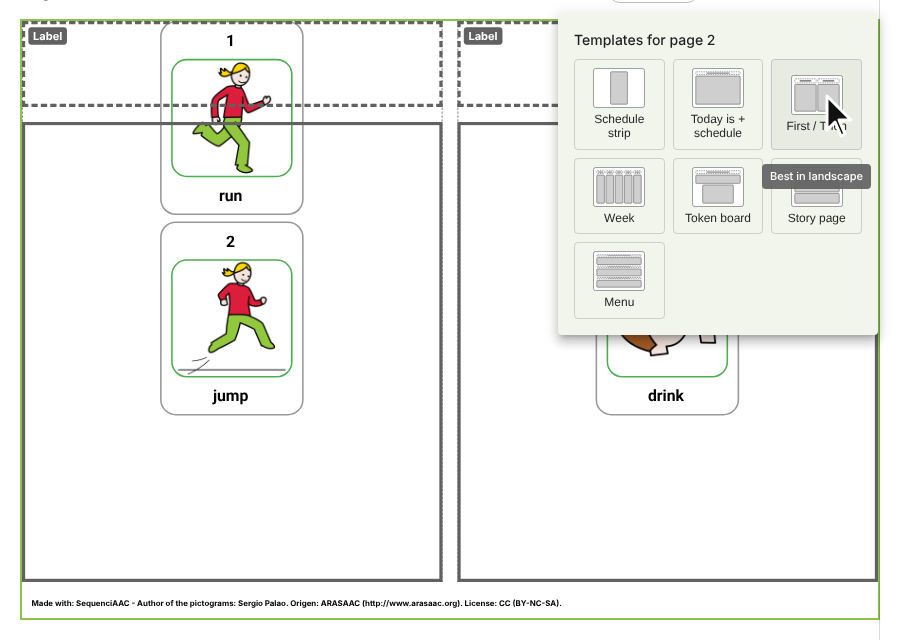 Label
1
run
2
jump
Label
drink
Templates for page 2
Schedule
strip
Today is +
schedule
First / Then
Best in landscape
Week
Token board
Story page
Menu
Made with: SequenciAAC - Author of the pictograms: Sergio Palao. Origen: ARASAAC (http://www.arasaac.org). License: CC (BY-NC-SA).